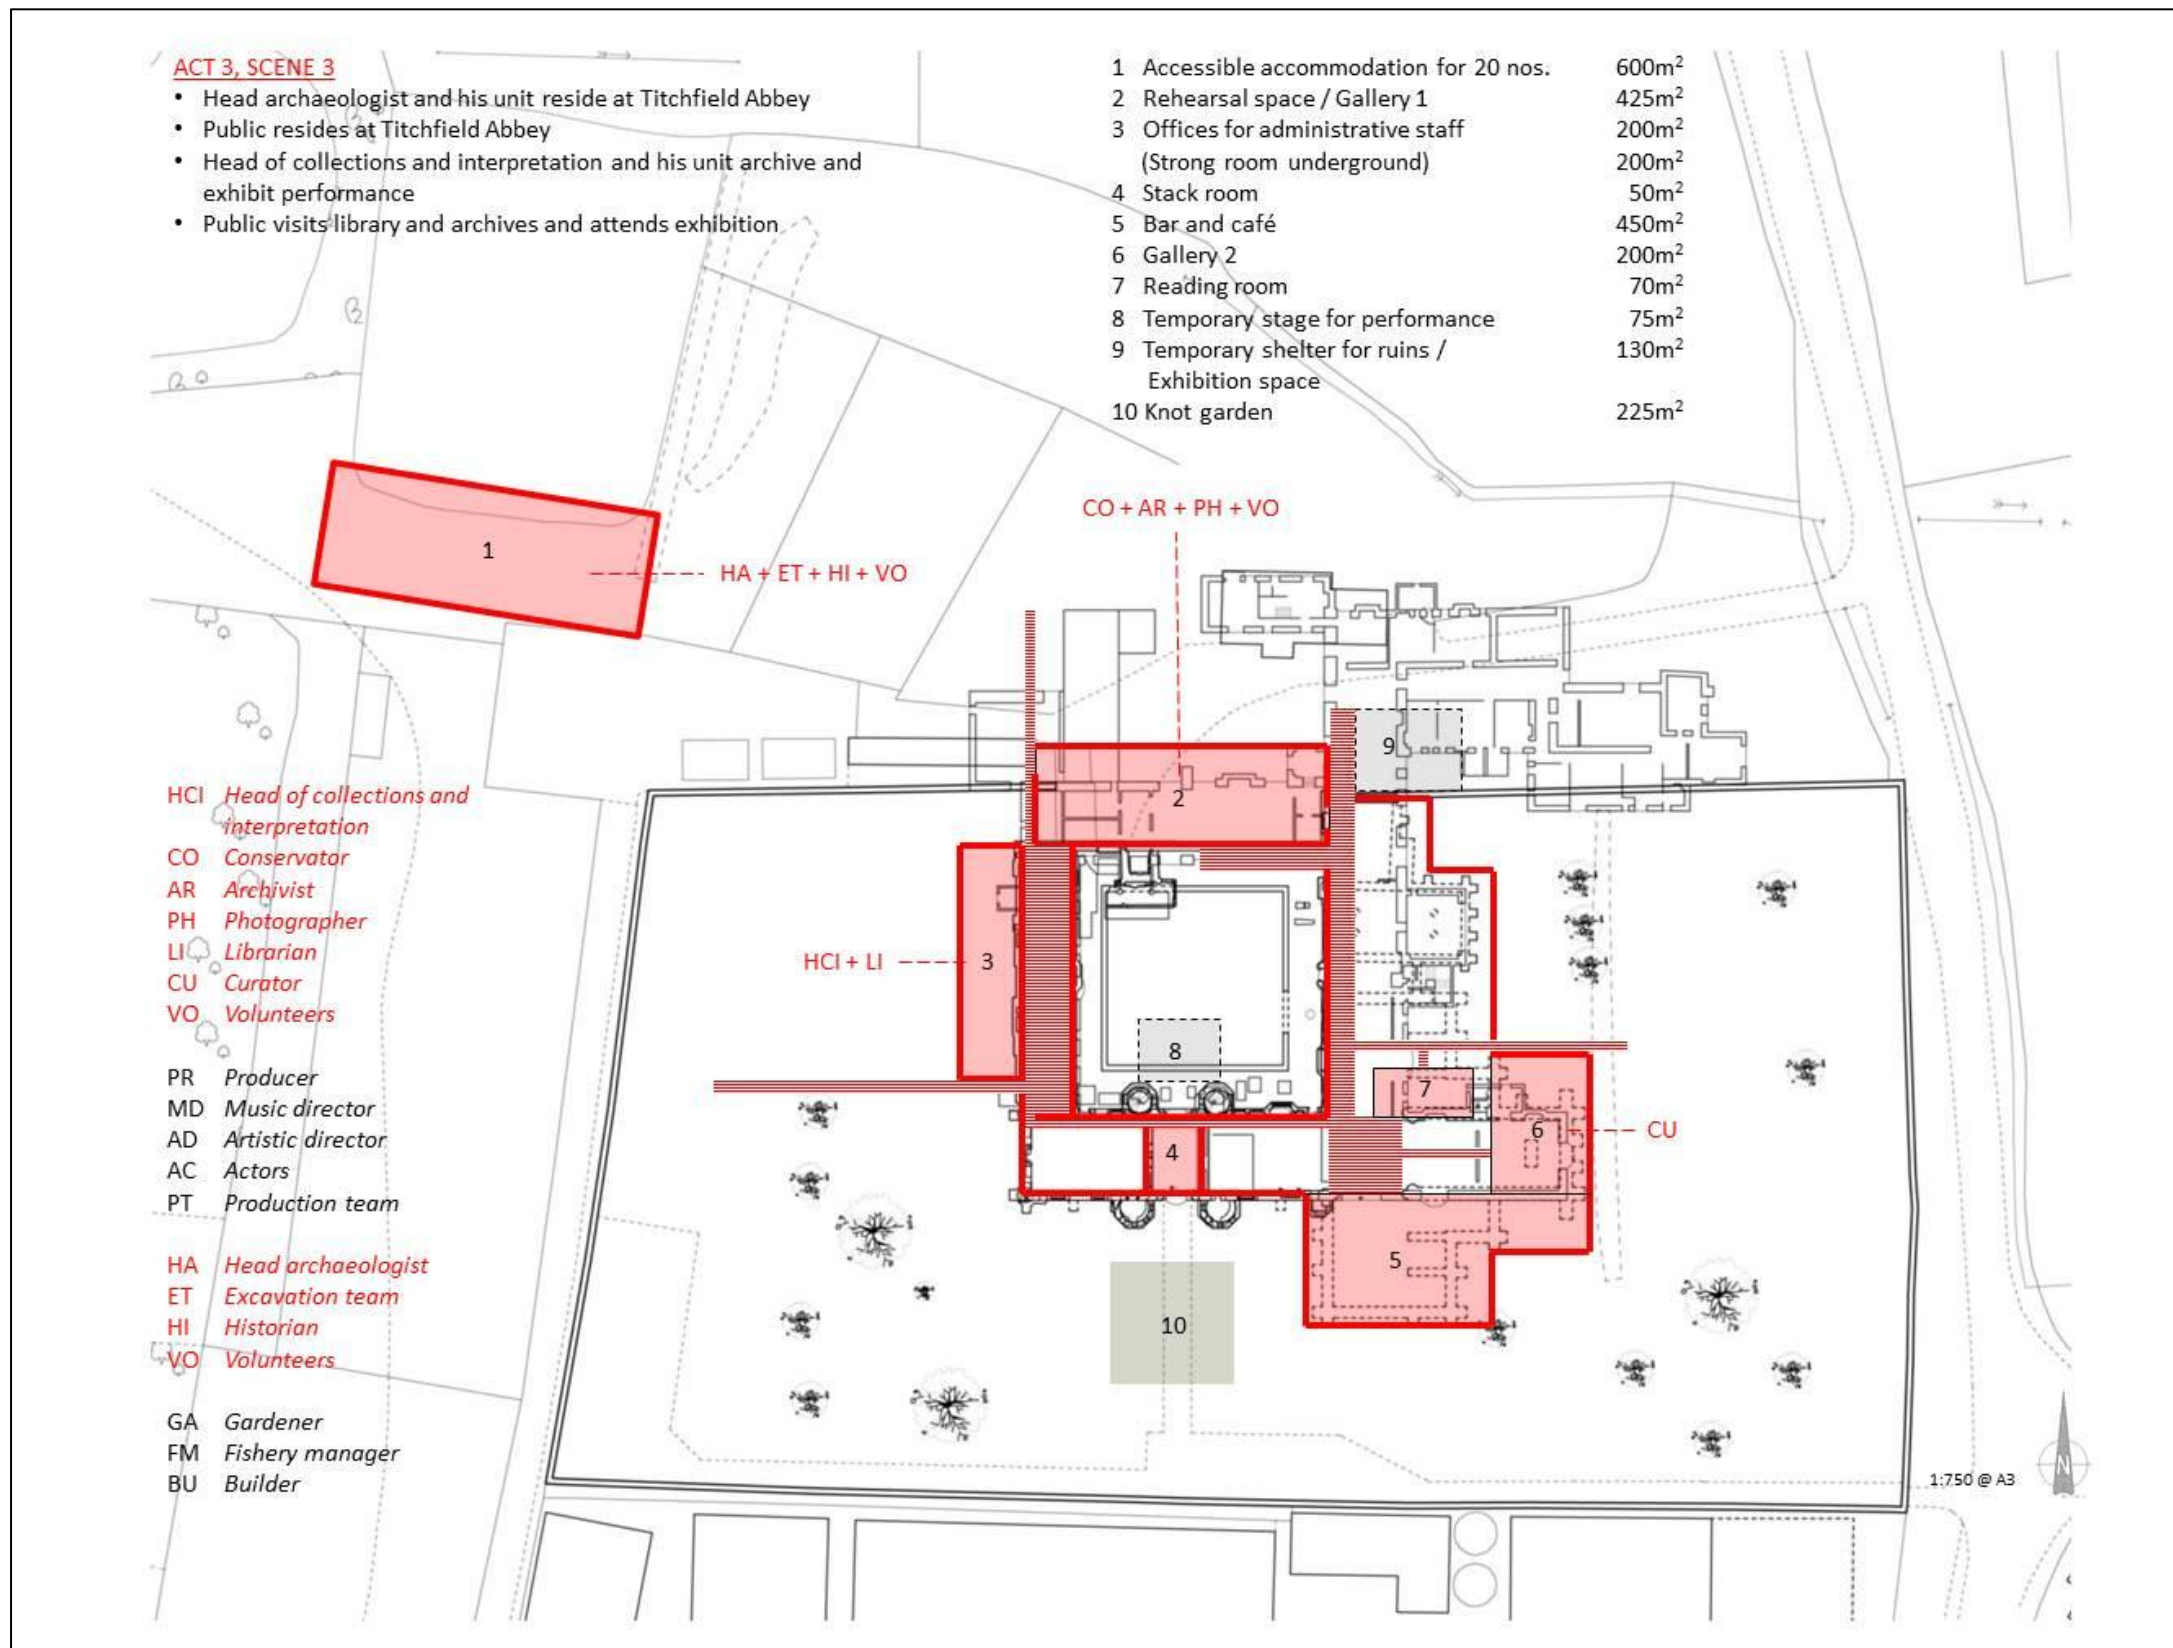 ACT 3, SCENE 3
• Head archaeologist and his unit reside at Titchfield Abbey
• Public resides at Titchfield Abbey
• Head of collections and interpretation and his unit archive and
exhibit performance
• Public visits library and archives and attends exhibition
1 Accessible accommodation for 20 nos. 600m²
2 Rehearsal space / Gallery 1 425m²
3 Offices for administrative staff 200m²
(Strong room underground) 200m²
4 Stack room 50m²
5 Bar and café 450m²
6 Gallery 2 200m²
7 Reading room 70m²
8 Temporary stage for performance 75m²
9 Temporary shelter for ruins / 130m²
Exhibition space
10 Knot garden 225m²
CO + AR + PH + VO
1
HA + ET + HI + VO
9
2
HCI + LI
3
8
7
6
CU
4
5
10
HCI Head of collections and
interpretation
CO Conservator
AR Archivist
PH Photographer
LI Librarian
CU Curator
VO Volunteers
PR Producer
MD Music director
AD Artistic director
AC Actors
PT Production team
HA Head archaeologist
ET Excavation team
HI Historian
VO Volunteers
GA Gardener
FM Fishery manager
BU Builder
1:750 @ A3
N